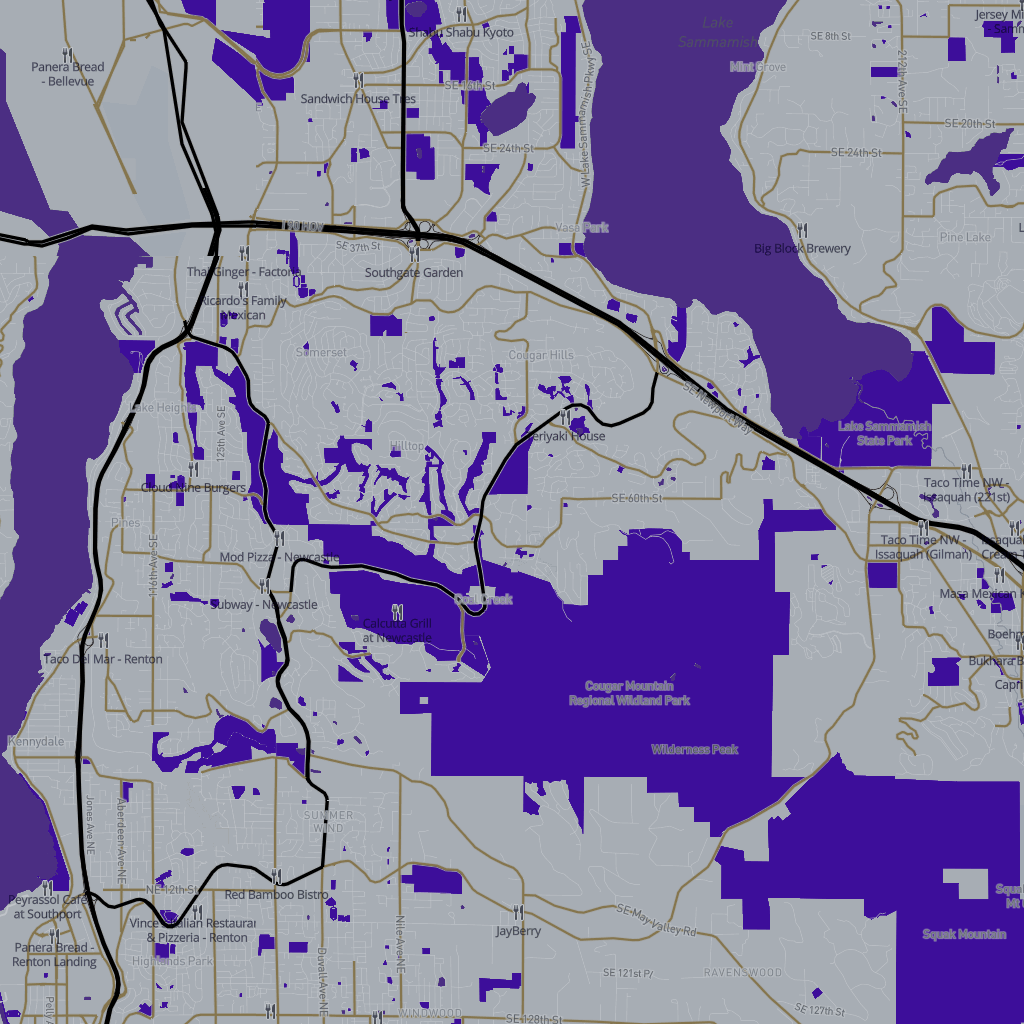 Lake
Sammamish
Jersey Mi
- Samm
Shabu Shabu Kyoto
SE 8th St
212th Ave SE
Panera Bread
- Bellevue
Mint Grove
SE 16th St
Sandwich House Tres
W Lake Sammamish Pkwy SE
SE 20th St
SE 24th St
SE 24th St
I 90 HOV
Vasa Park
SE 37th St
Pine Lake
Big Block Brewery
Thai Ginger - Factoria
Southgate Garden
Ricardo's Family
Mexican
Somerset
Cougar Hills
SE Newport Way
Lake Heights
125th Ave SE
Lake Sammamish
State Park
Teriyaki House
Hilltop
Cloud Nine Burgers
SE 60th St
Taco Time NW -
Issaquah (221st)
Pines
Taco Time NW -
Issaquah (Gilman)
Issaquah
Cream
Mod Pizza - Newcastle
116th Ave SE
Masa Mexican
Coal Creek
Subway - Newcastle
Calcutta Grill
at Newcastle
Boehm
Taco Del Mar - Renton
Bukhara B
Capri
Cougar Mountain
Regional Wildland Park
Kennydale
Wilderness Peak
Jones Ave NE
Aberdeen Ave NE
SUMMER
WIND
NE 12th St
Red Bamboo Bistro
Peyrassol Cafe
at Southport
Squa
Mt
Vince's Italian Restaurant
& Pizzeria - Renton
Nile Ave NE
JayBerry
SE May Valley Rd
Squak Mountain
Panera Bread -
Renton Landing
Highlands Park
Duvall Ave NE
SE 121st Pl
RAVENSWOOD
Pelly A
WINDWOOD
SE 128th St
SE 127th St